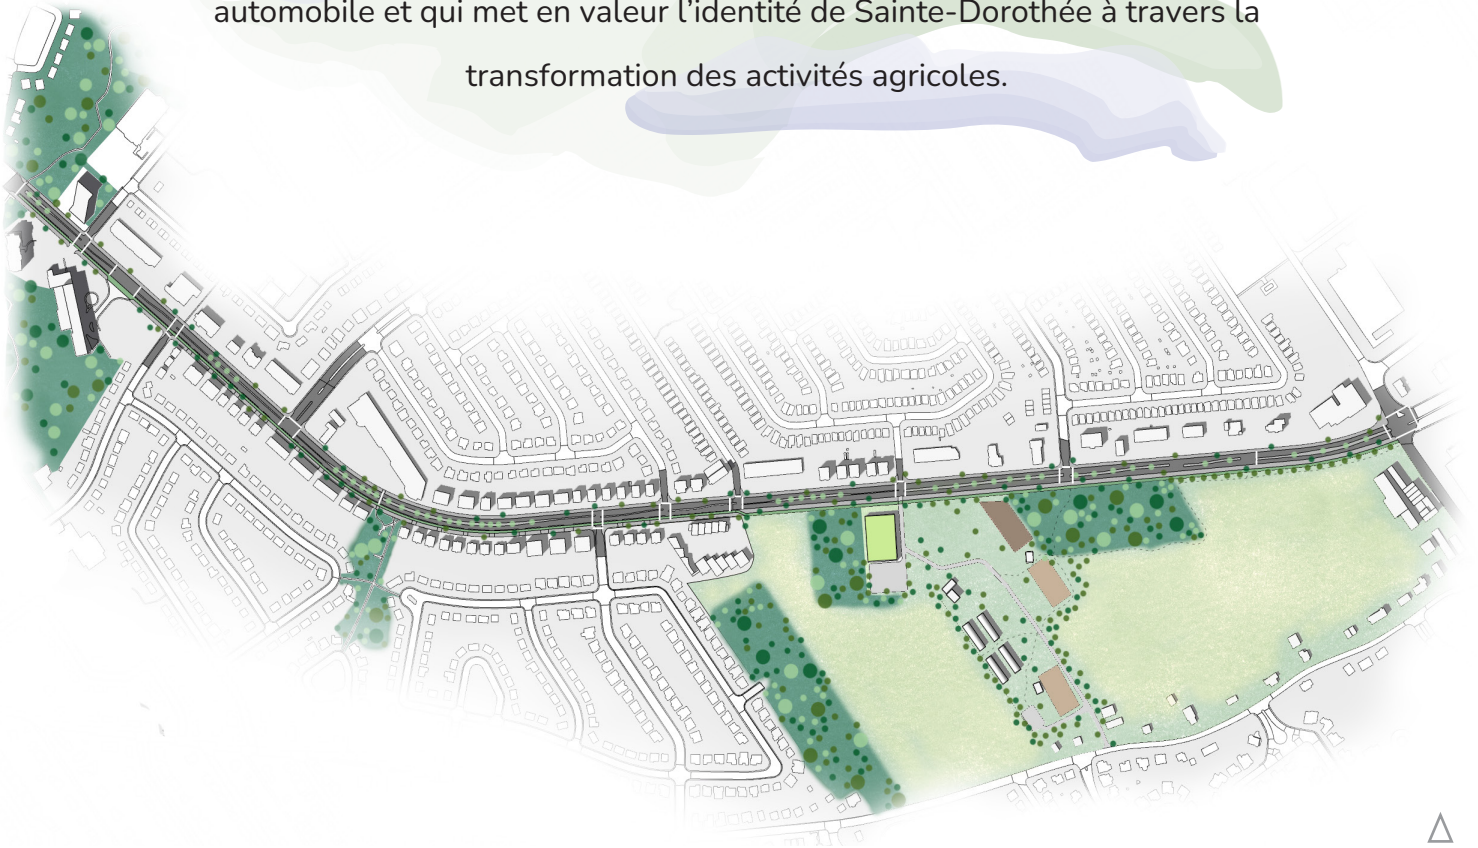 automobile et qui met en valeur l’identité de Sainte-Dorothée à travers la
transformation des activités agricoles.